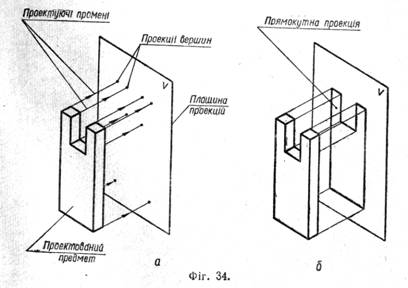 Проектуючі промені
Проекції вершин
V
Площина
проекцій
Проектований
предмет
а
Прямокутна проекція
V
б
Фіг. 34.